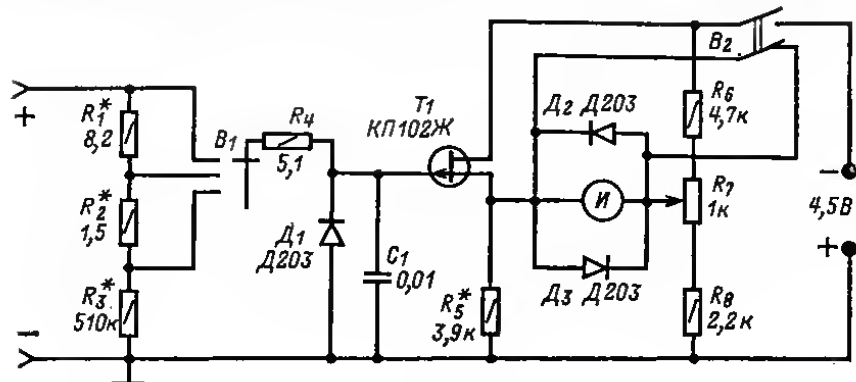 +
R1*
8,2
B1
R4
5,1
R2*
1,5
R3*
510к
−
Д1
Д203
C1
0,01
T1
КП102Ж
R5*
3,9к
Д2 Д203
И
Д3 Д203
B2
R6
4,7к
R7
1к
R8
2,2к
−
4,5В
+